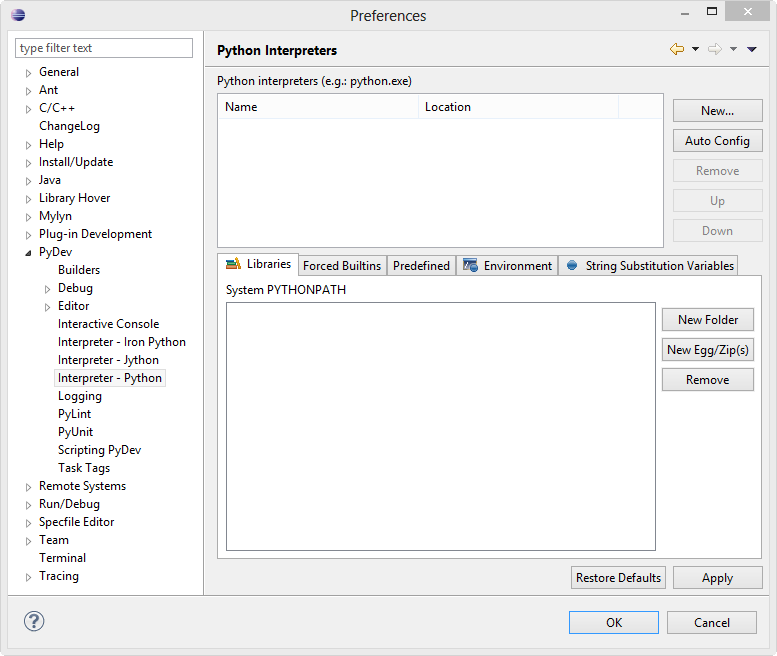 Preferences
type filter text
General
Ant
C/C++
ChangeLog
Help
Install/Update
Java
Library Hover
Mylyn
Plug-in Development
PyDev
Builders
Debug
Editor
Interactive Console
Interpreter - Iron Python
Interpreter - Jython
Interpreter - Python
Logging
PyLint
PyUnit
Scripting PyDev
Task Tags
Remote Systems
Run/Debug
Specfile Editor
Team
Terminal
Tracing
Python Interpreters
Python interpreters (e.g.: python.exe)
Name Location
New...
Auto Config
Remove
Up
Down
Libraries Forced Builtins Predefined Environment String Substitution Variables
System PYTHONPATH
New Folder
New Egg/Zip(s)
Remove
Restore Defaults Apply
? OK Cancel